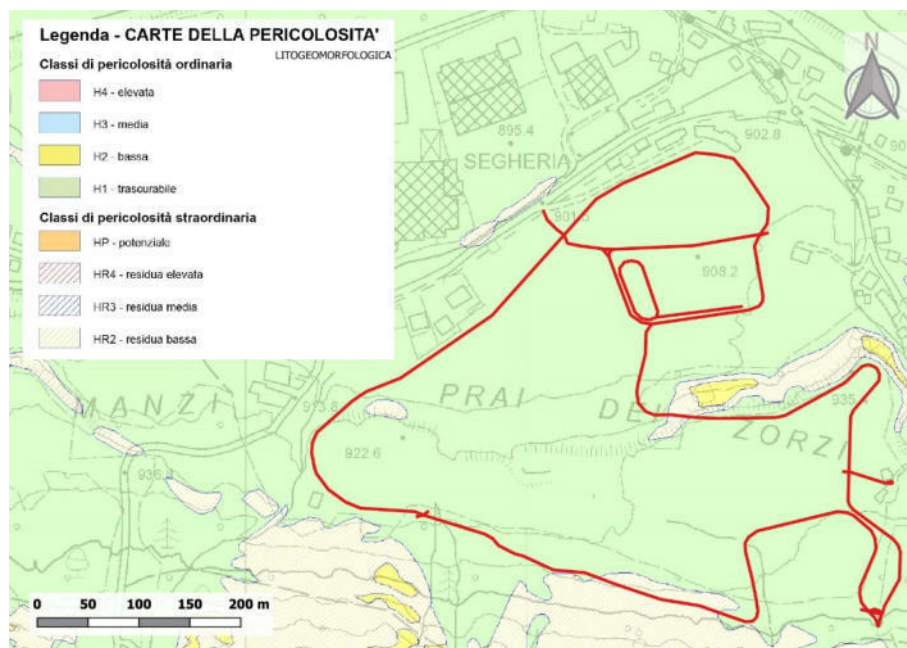 Legenda - CARTE DELLA PERICOLOSITA'
LITOGEOMORFOLOGICA
Classi di pericolosità ordinaria
H4 - elevata
H3 - media
H2 - bassa
H1 - trascurabile
Classi di pericolosità straordinaria
HP - potenziale
HR4 - residua elevata
HR3 - residua media
HR2 - residua bassa
N
902.8
895.4
SEGHERIA
908.2
MANZI
913.8
PRAI DEI ZORZI
922.6
0 50 100 150 200 m